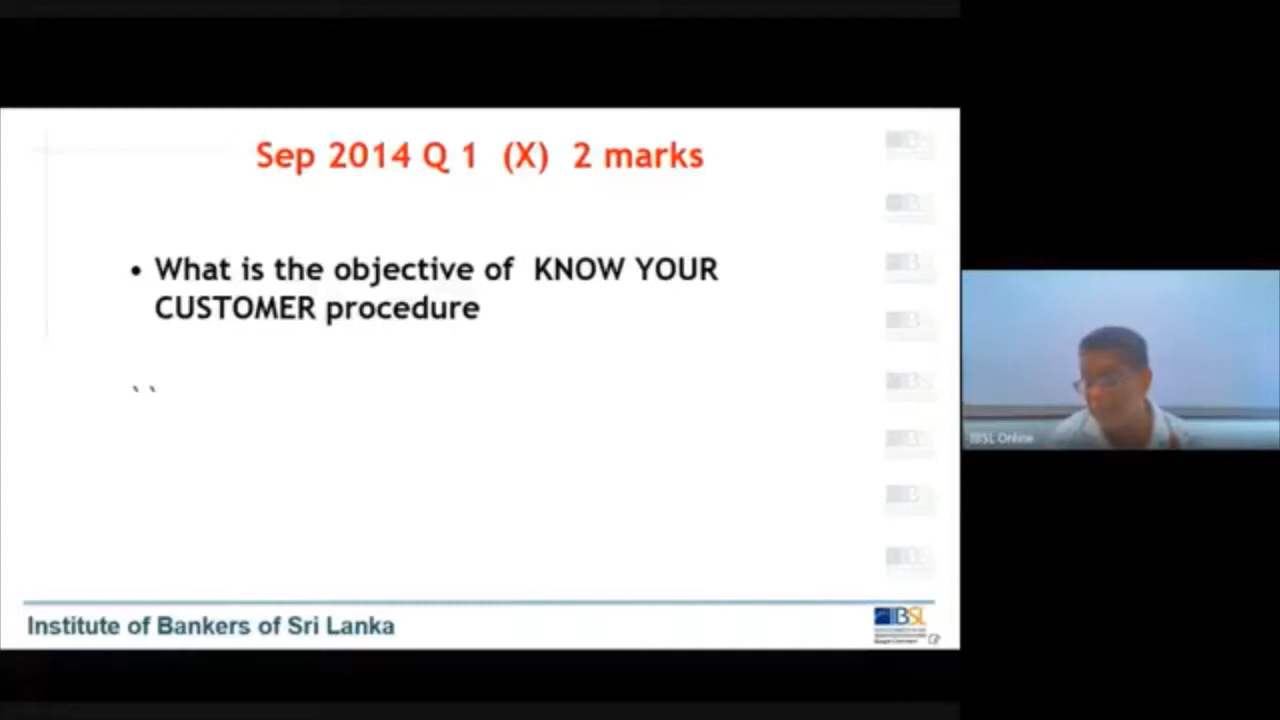 Sep 2014 Q 1 (X) 2 marks
• What is the objective of KNOW YOUR
CUSTOMER procedure
` `
IBSL Online
Institute of Bankers of Sri Lanka
IBSL